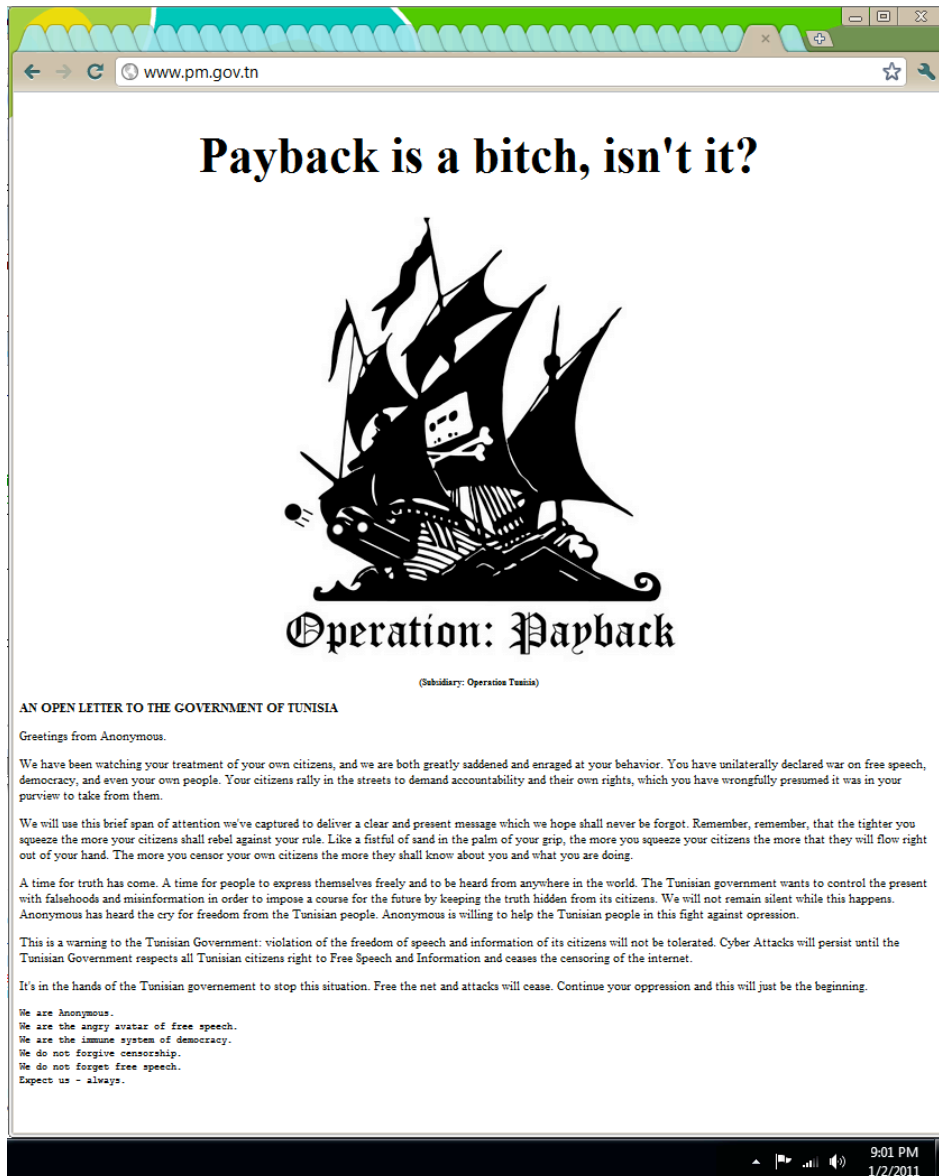 www.pm.gov.tn
Payback is a bitch, isn't it?
Operation: Payback
(Subsidiary: Operation Tunisia)
AN OPEN LETTER TO THE GOVERNMENT OF TUNISIA
Greetings from Anonymous.
We have been watching your treatment of your own citizens, and we are both greatly saddened and enraged at your behavior. You have unilaterally declared war on free speech,
democracy, and even your own people. Your citizens rally in the streets to demand accountability and their own rights, which you have wrongfully presumed it was in your
purview to take from them.
We will use this brief span of attention we've captured to deliver a clear and present message which we hope shall never be forgot. Remember, remember, that the tighter you
squeeze the more your citizens shall rebel against your rule. Like a fistful of sand in the palm of your grip, the more you squeeze your citizens the more that they will flow right
out of your hand. The more you censor your own citizens the more they shall know about you and what you are doing.
A time for truth has come. A time for people to express themselves freely and to be heard from anywhere in the world. The Tunisian government wants to control the present
with falsehoods and misinformation in order to impose a course for the future by keeping the truth hidden from its citizens. We will not remain silent while this happens.
Anonymous has heard the cry for freedom from the Tunisian people. Anonymous is willing to help the Tunisian people in this fight against opression.
This is a warning to the Tunisian Government: violation of the freedom of speech and information of its citizens will not be tolerated. Cyber Attacks will persist until the
Tunisian Government respects all Tunisian citizens right to Free Speech and Information and ceases the censoring of the internet.
It's in the hands of the Tunisian governement to stop this situation. Free the net and attacks will cease. Continue your oppression and this will just be the beginning.
We are Anonymous.
We are the angry avatar of free speech.
We are the immune system of democracy.
We do not forgive censorship.
We do not forget free speech.
Expect us - always.
9:01 PM
1/2/2011